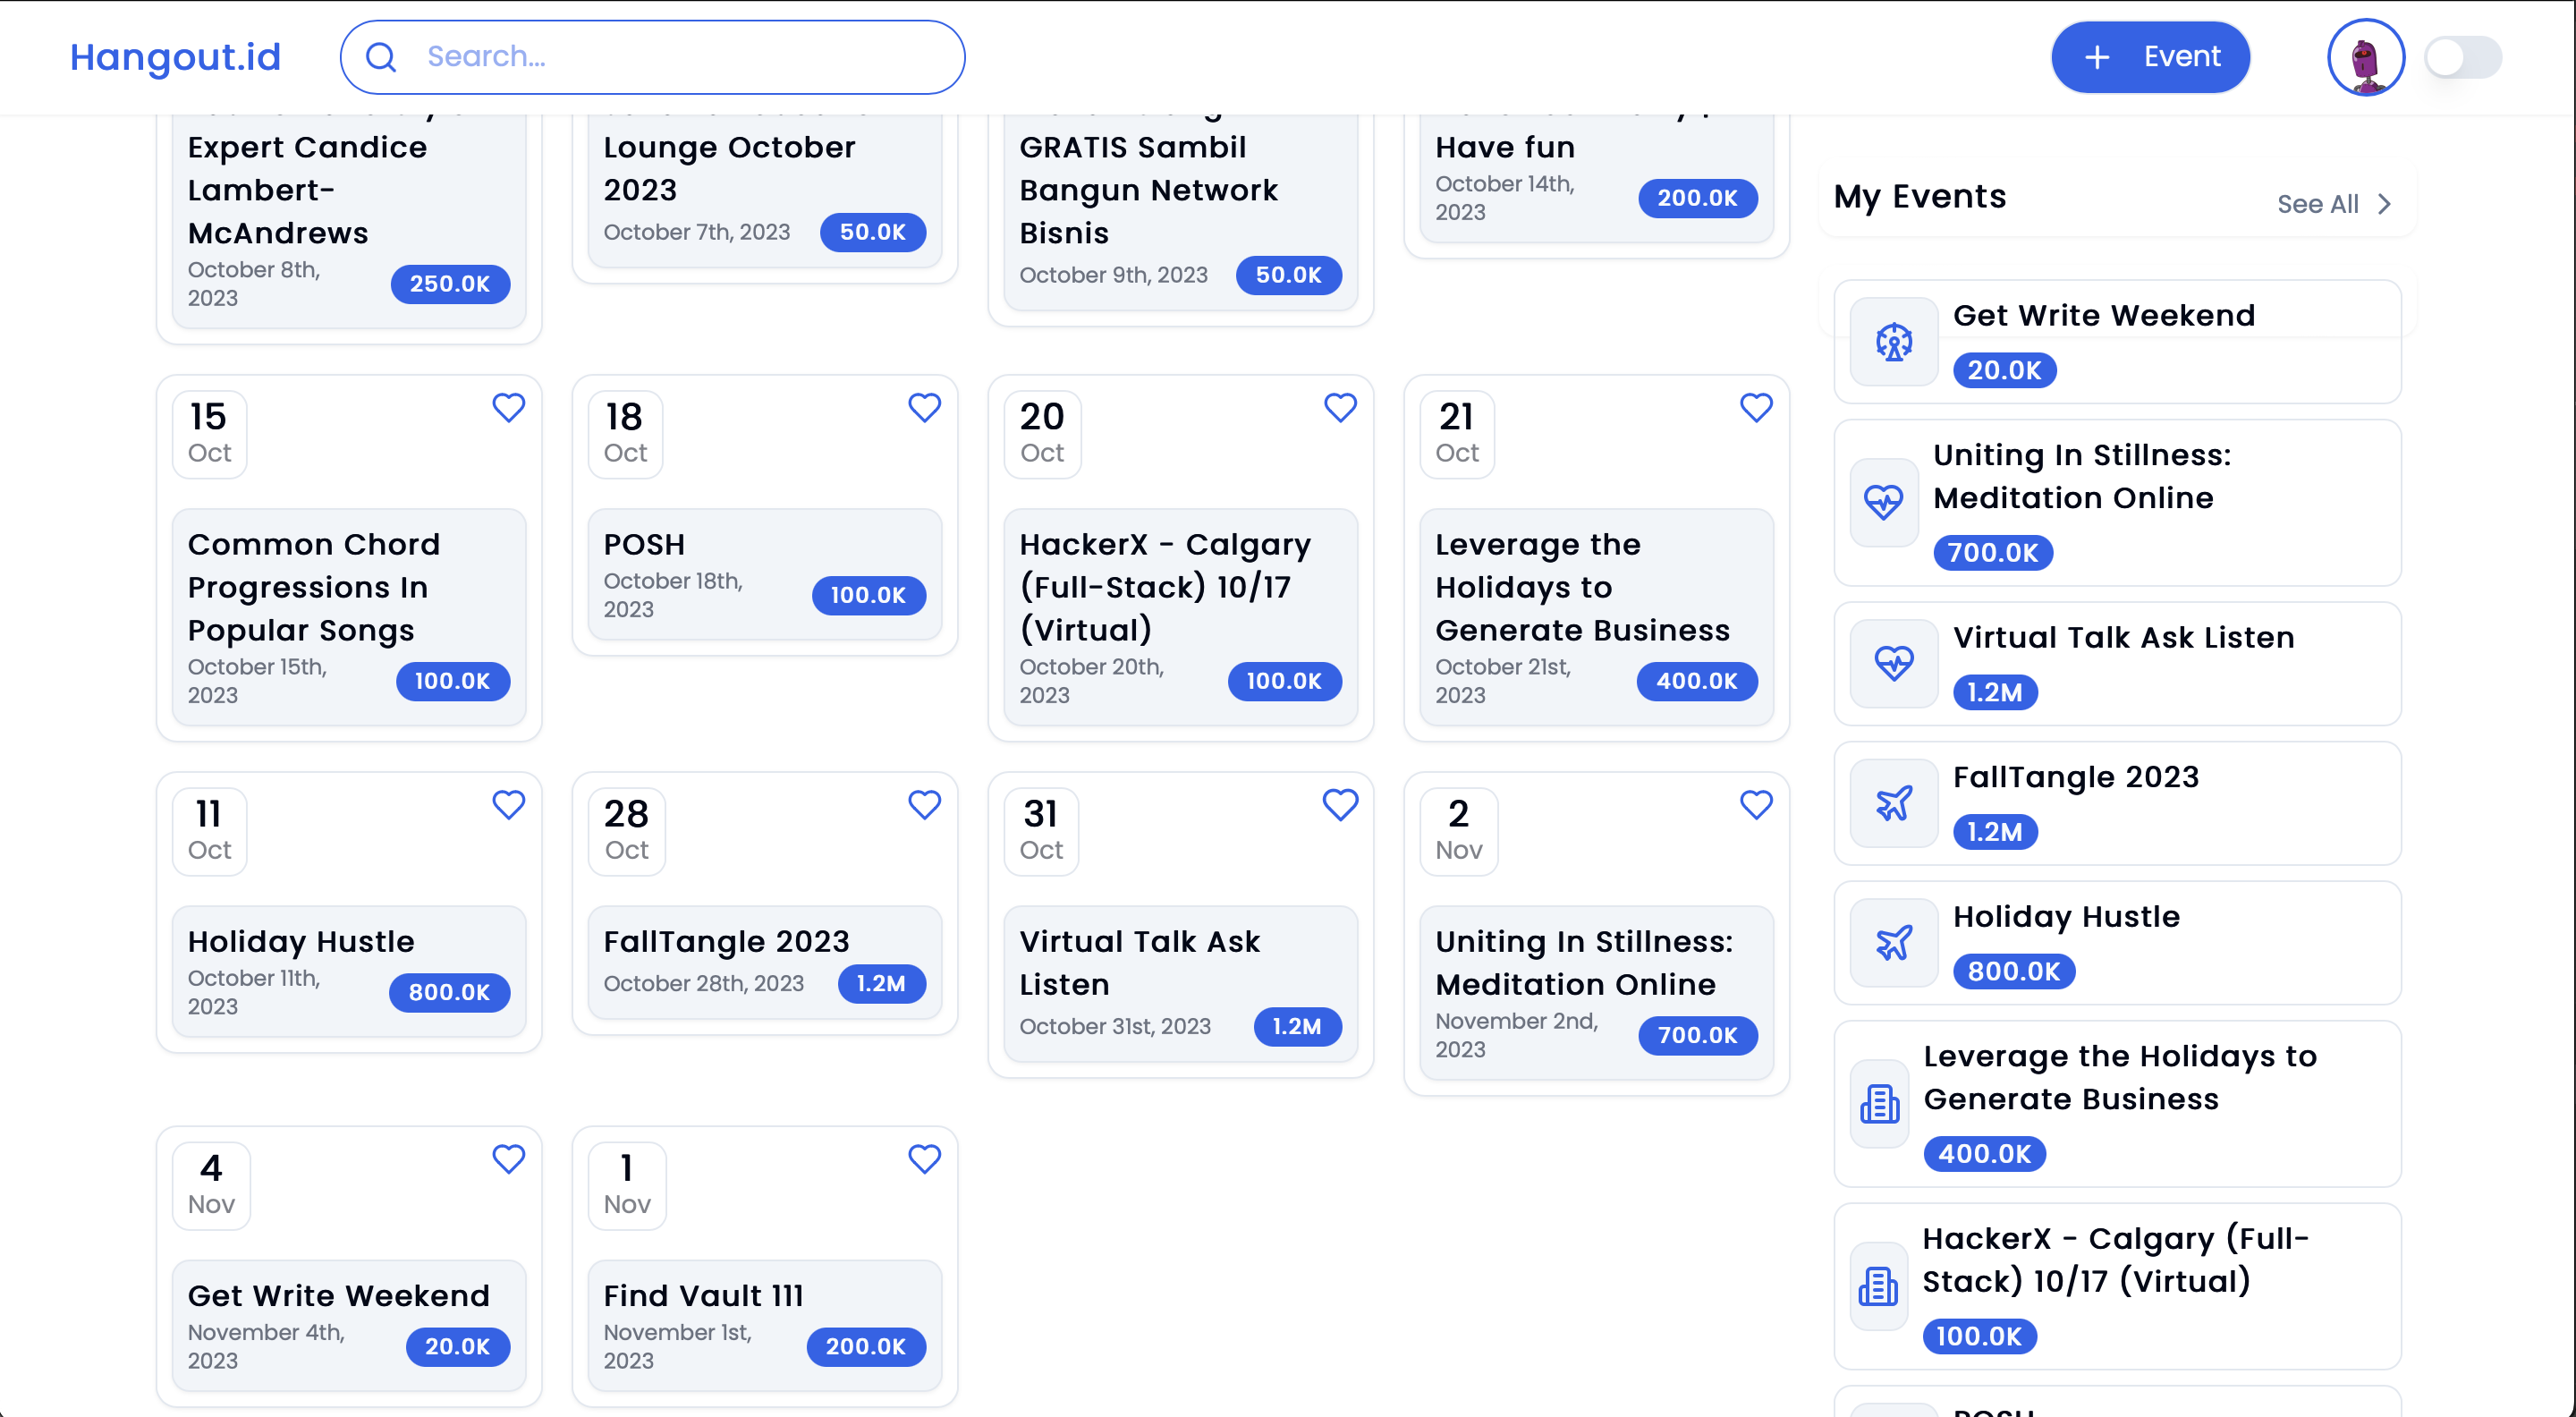 Hangout.id
Search...
+ Event
Expert Candice
Lambert-
McAndrews
October 8th,
2023
250.0K
Lounge October
2023
October 7th, 2023
50.0K
GRATIS Sambil
Bangun Network
Bisnis
October 9th, 2023
50.0K
Have fun
October 14th,
2023
200.0K
15
Oct
Common Chord
Progressions In
Popular Songs
October 15th,
2023
100.0K
18
Oct
POSH
October 18th,
2023
100.0K
20
Oct
HackerX - Calgary
(Full-Stack) 10/17
(Virtual)
October 20th,
2023
100.0K
21
Oct
Leverage the
Holidays to
Generate Business
October 21st,
2023
400.0K
11
Oct
Holiday Hustle
October 11th,
2023
800.0K
28
Oct
FallTangle 2023
October 28th, 2023
1.2M
31
Oct
Virtual Talk Ask
Listen
October 31st, 2023
1.2M
2
Nov
Uniting In Stillness:
Meditation Online
November 2nd,
2023
700.0K
4
Nov
Get Write Weekend
November 4th,
2023
20.0K
1
Nov
Find Vault 111
November 1st,
2023
200.0K
My Events
See All
Get Write Weekend
20.0K
Uniting In Stillness:
Meditation Online
700.0K
Virtual Talk Ask Listen
1.2M
FallTangle 2023
1.2M
Holiday Hustle
800.0K
Leverage the Holidays to
Generate Business
400.0K
HackerX - Calgary (Full-
Stack) 10/17 (Virtual)
100.0K
POSH